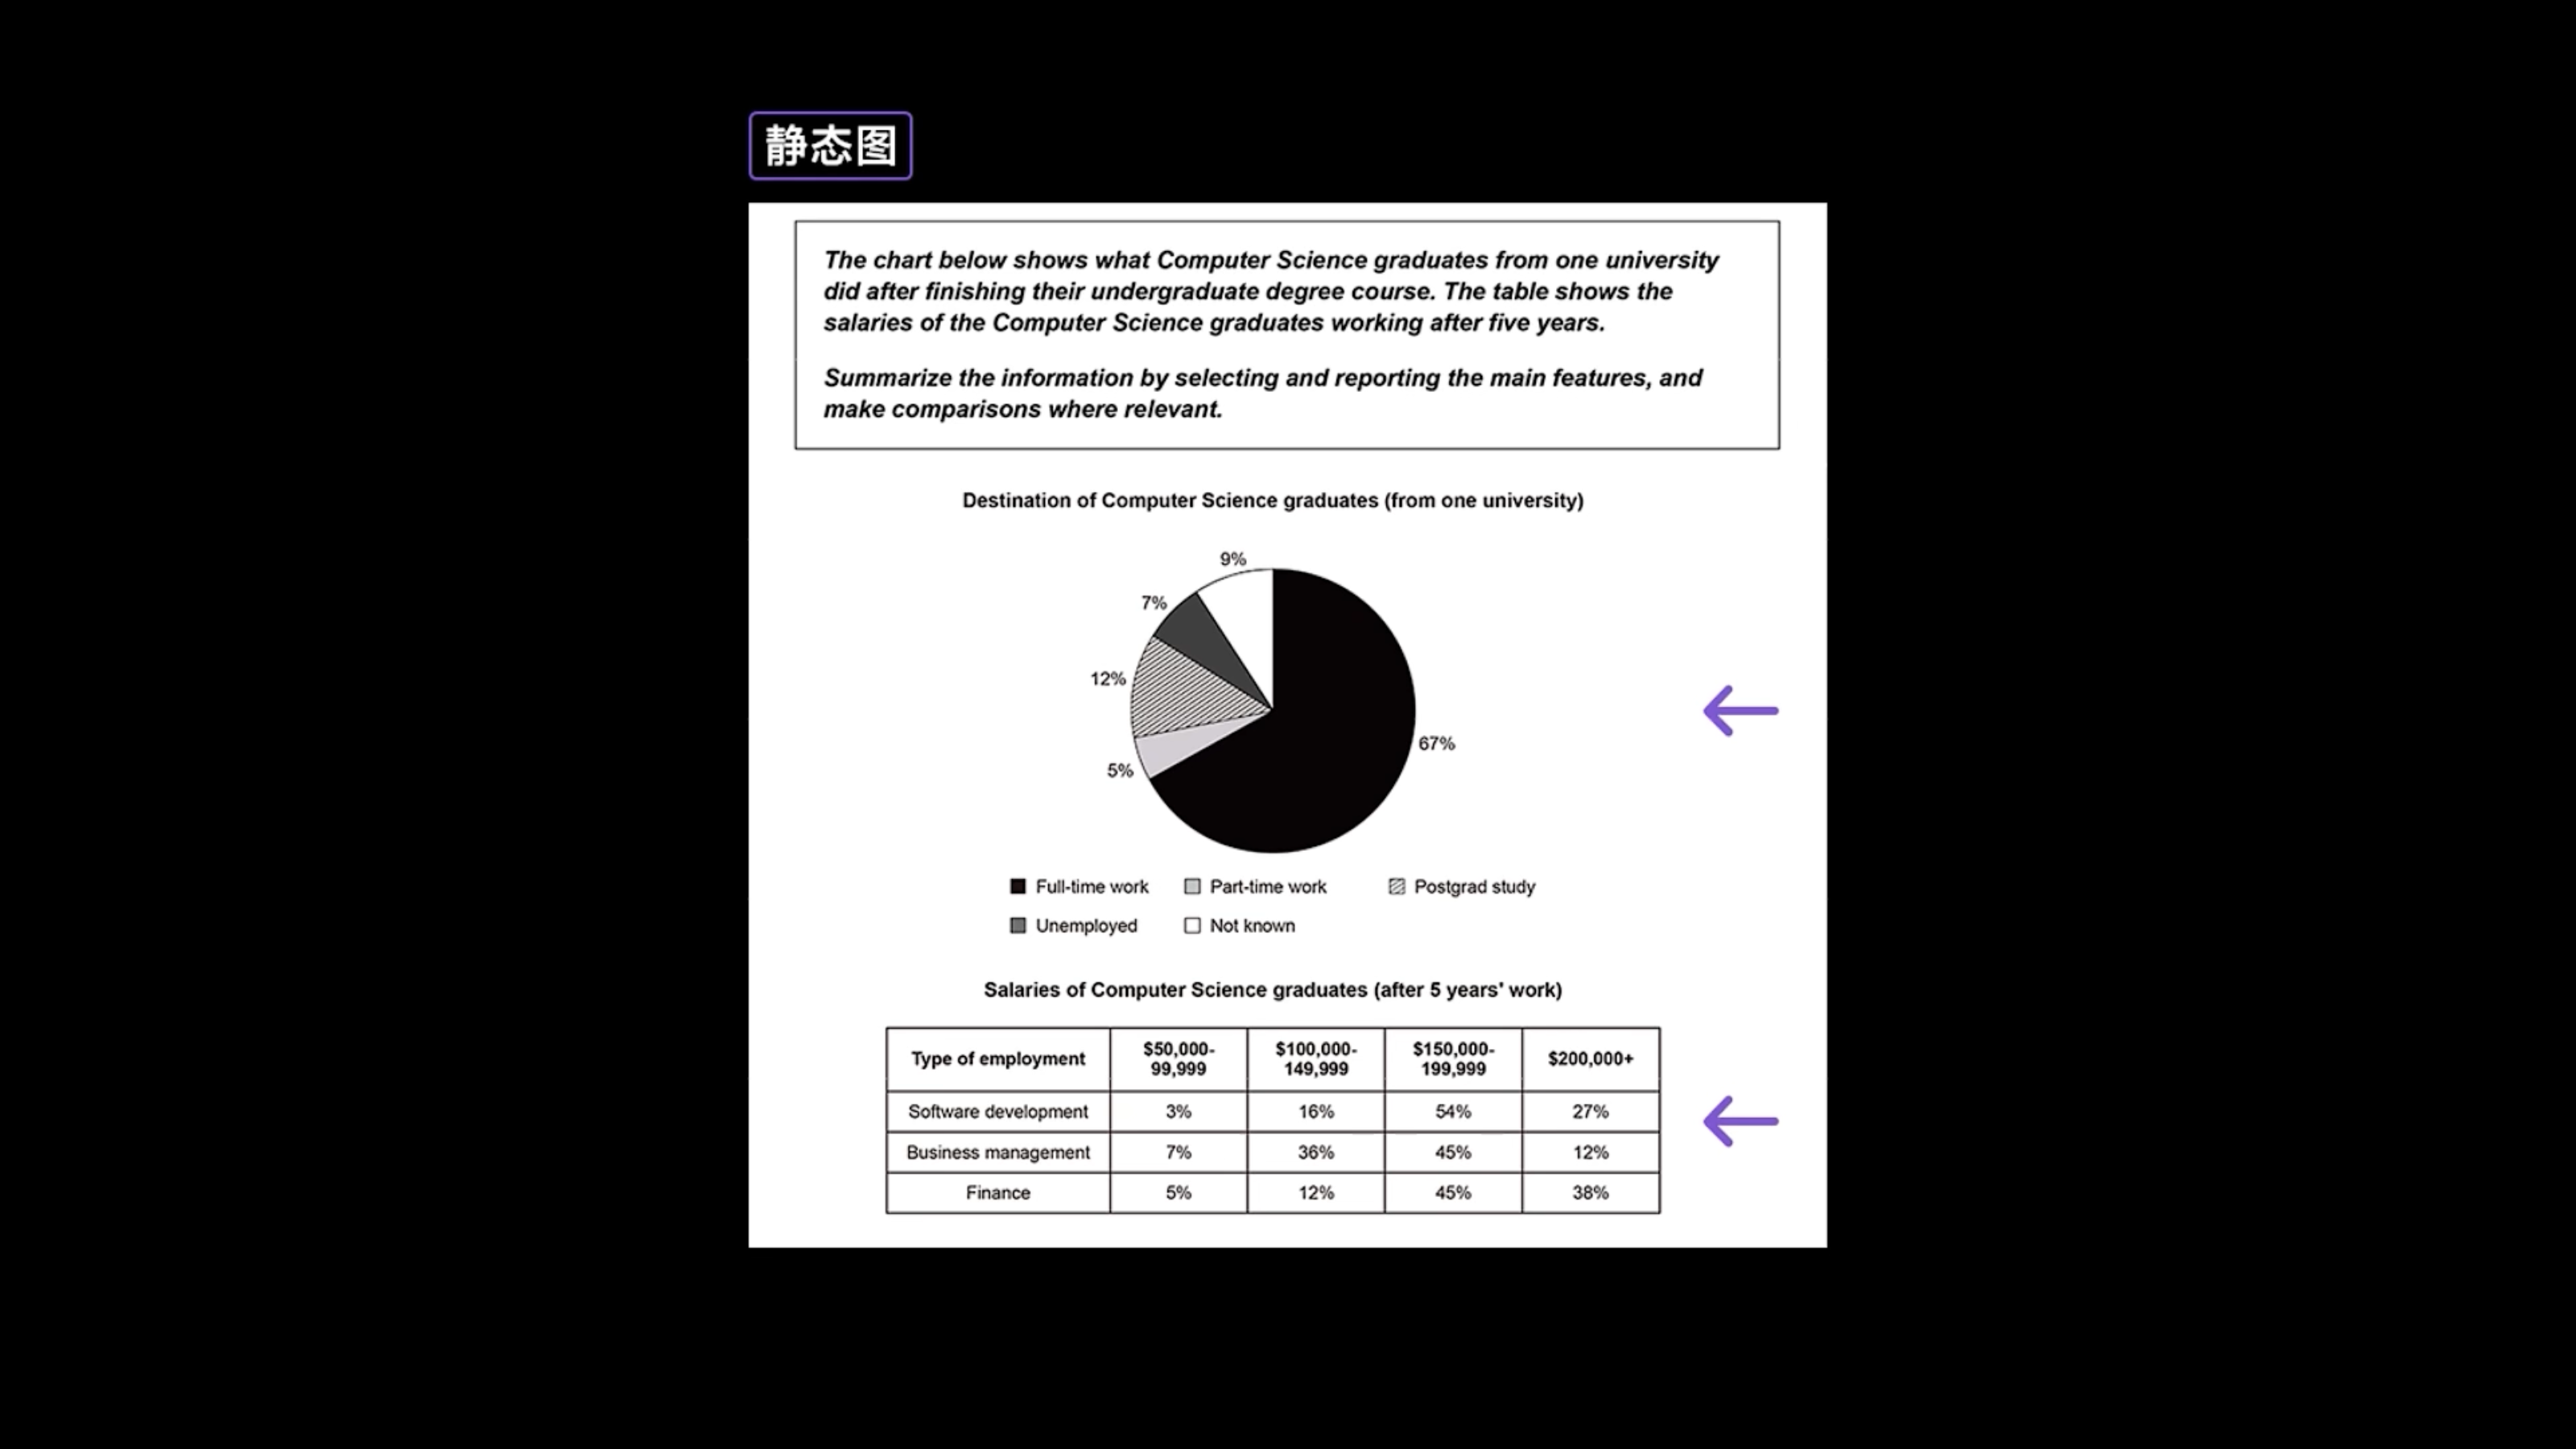 静态图
The chart below shows what Computer Science graduates from one university
did after finishing their undergraduate degree course. The table shows the
salaries of the Computer Science graduates working after five years.
Summarize the information by selecting and reporting the main features, and
make comparisons where relevant.
Destination of Computer Science graduates (from one university)
9%
7%
12%
67%
5%
Full-time work Part-time work Postgrad study
Unemployed Not known
Salaries of Computer Science graduates (after 5 years' work)
Type of employment $50,000-99,999 $100,000-149,999 $150,000-199,999 $200,000+
Software development 3% 16% 54% 27%
Business management 7% 36% 45% 12%
Finance 5% 12% 45% 38%